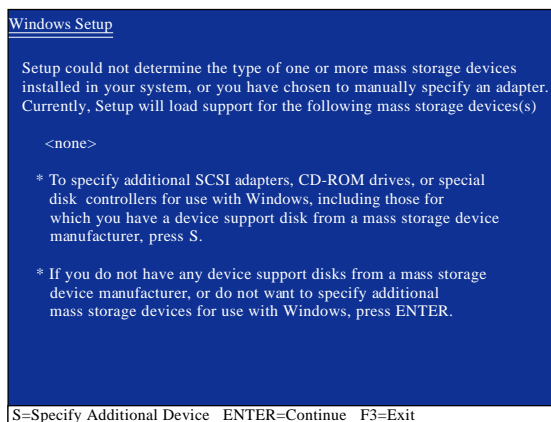 Windows Setup
Setup could not determine the type of one or more mass storage devices
installed in your system, or you have chosen to manually specify an adapter.
Currently, Setup will load support for the following mass storage devices(s)
<none>
* To specify additional SCSI adapters, CD-ROM drives, or special
disk controllers for use with Windows, including those for
which you have a device support disk from a mass storage device
manufacturer, press S.
* If you do not have any device support disks from a mass storage
device manufacturer, or do not want to specify additional
mass storage devices for use with Windows, press ENTER.
S=Specify Additional Device ENTER=Continue F3=Exit